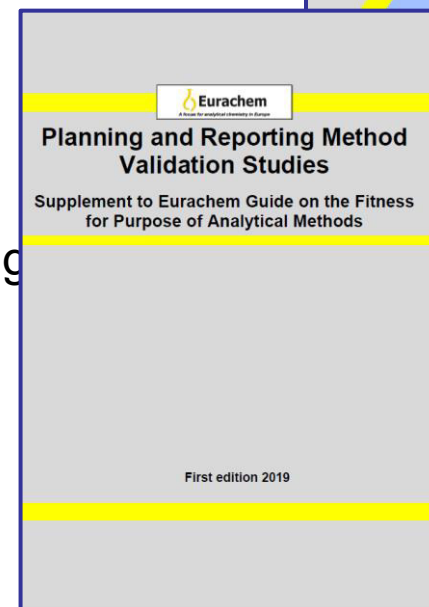 Eurachem
A focus for analytical chemistry in Europe
Planning and Reporting Method
Validation Studies
Supplement to Eurachem Guide on the Fitness
for Purpose of Analytical Methods
g
First edition 2019